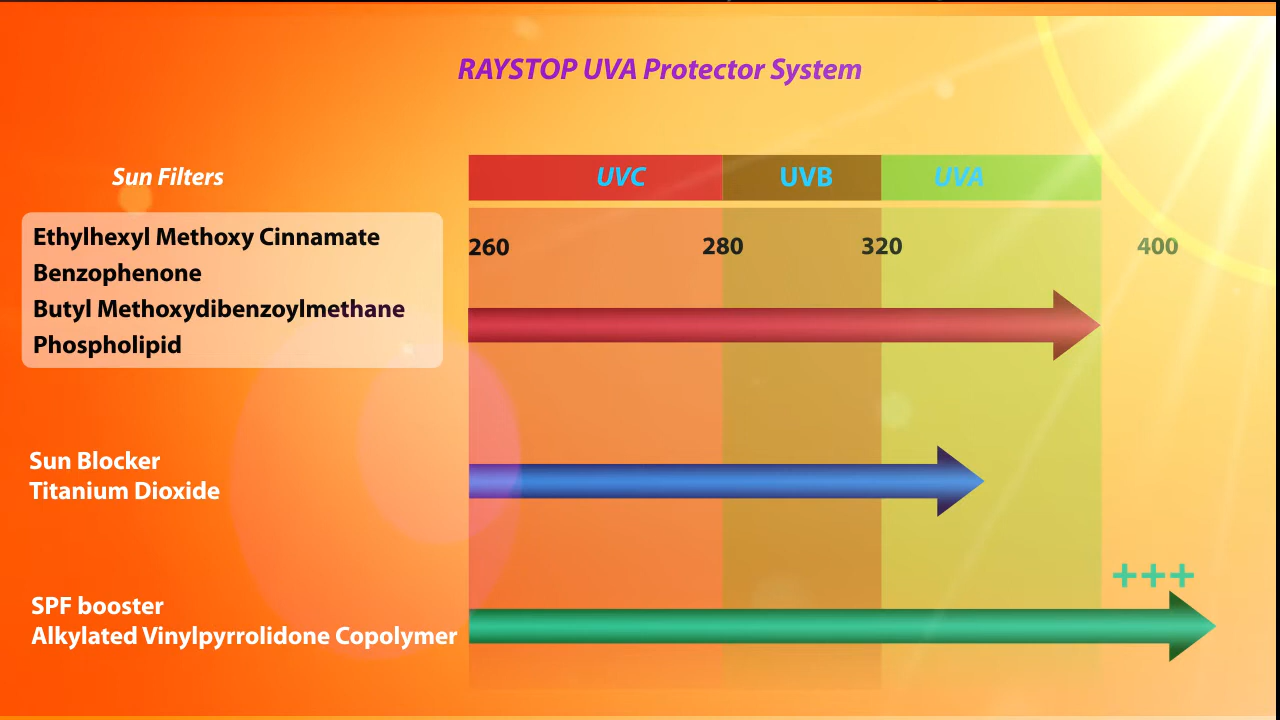 RAYSTOP UVA Protector System
Sun Filters
UVC UVB UVA
260 280 320 400
Ethylhexyl Methoxy Cinnamate
Benzophenone
Butyl Methoxydibenzoylmethane
Phospholipid
Sun Blocker
Titanium Dioxide
+++
SPF booster
Alkylated Vinylpyrrolidone Copolymer